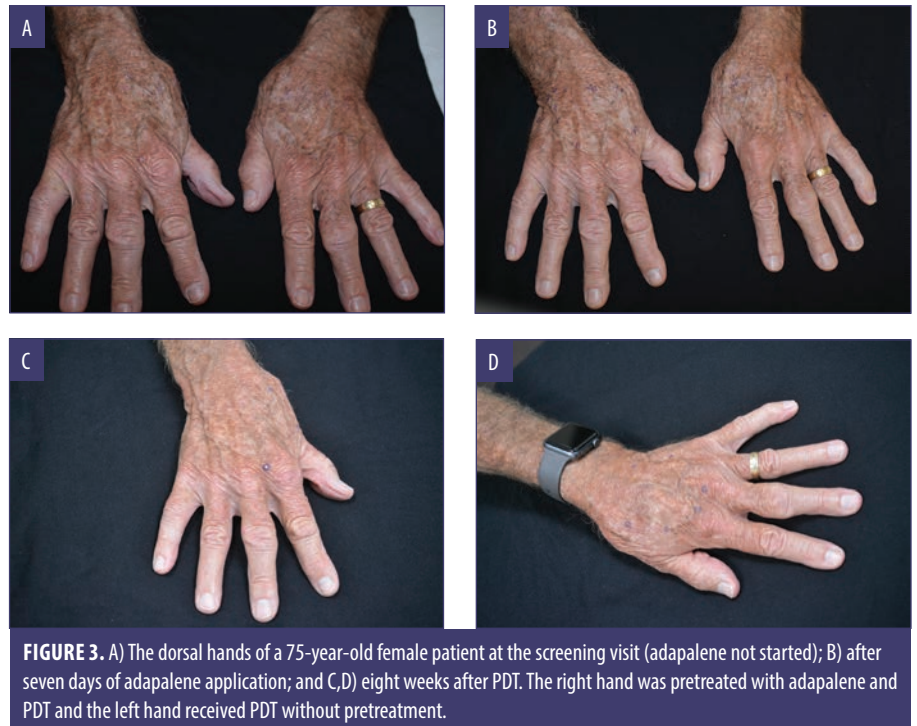 A
B
C
D
FIGURE 3. A) The dorsal hands of a 75-year-old female patient at the screening visit (adapalene not started); B) after
seven days of adapalene application; and C,D) eight weeks after PDT. The right hand was pretreated with adapalene and
PDT and the left hand received PDT without pretreatment.